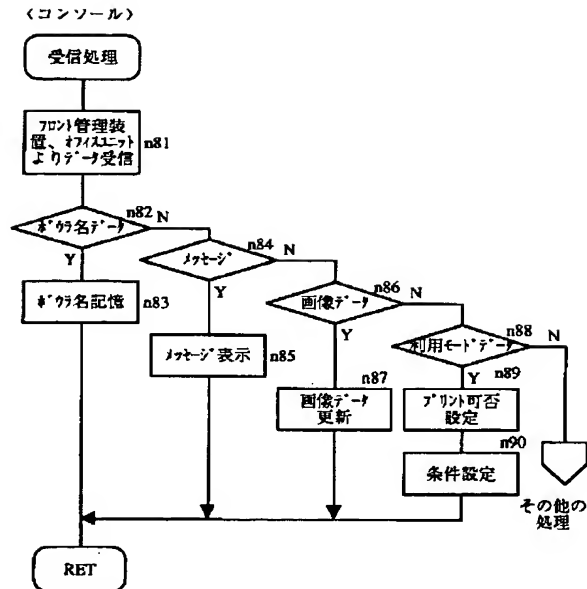 〈コンソール〉
受信処理
フロント管理装
置、オフィスユニット
よりデータ受信
n81
ボウラ名データ
n82
N
Y
ボウラ名記憶
n83
メッセージ
n84
N
Y
メッセージ表示
n85
画像データ
n86
N
Y
画像データ
更新
n87
利用モードデータ
n88
N
Y
n89
プリント可否
設定
n90
条件設定
その他の
処理
RET